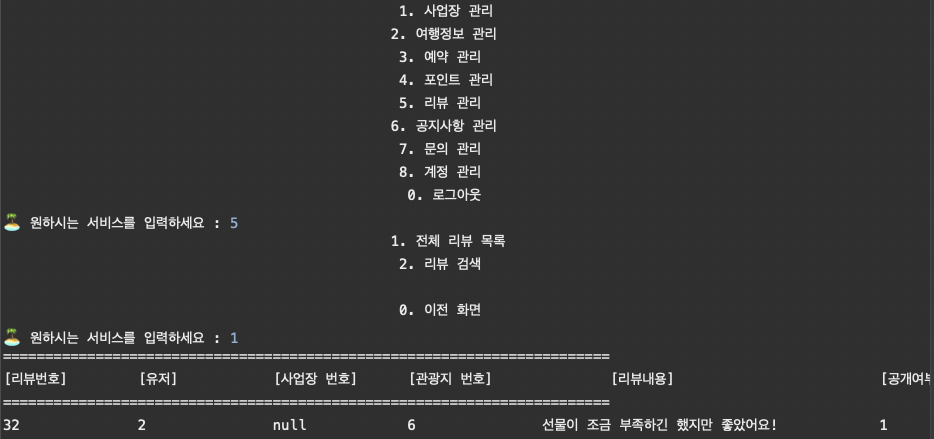 1. 사업장 관리
2. 여행정보 관리
3. 예약 관리
4. 포인트 관리
5. 리뷰 관리
6. 공지사항 관리
7. 문의 관리
8. 계정 관리
0. 로그아웃
원하시는 서비스를 입력하세요 : 5
1. 전체 리뷰 목록
2. 리뷰 검색
0. 이전 화면
원하시는 서비스를 입력하세요 : 1
========================================================================
[리뷰번호] [유저] [사업장 번호] [관광지 번호] [리뷰내용] [공개여부
========================================================================
32 2 null 6 선물이 조금 부족하긴 했지만 좋았어요! 1